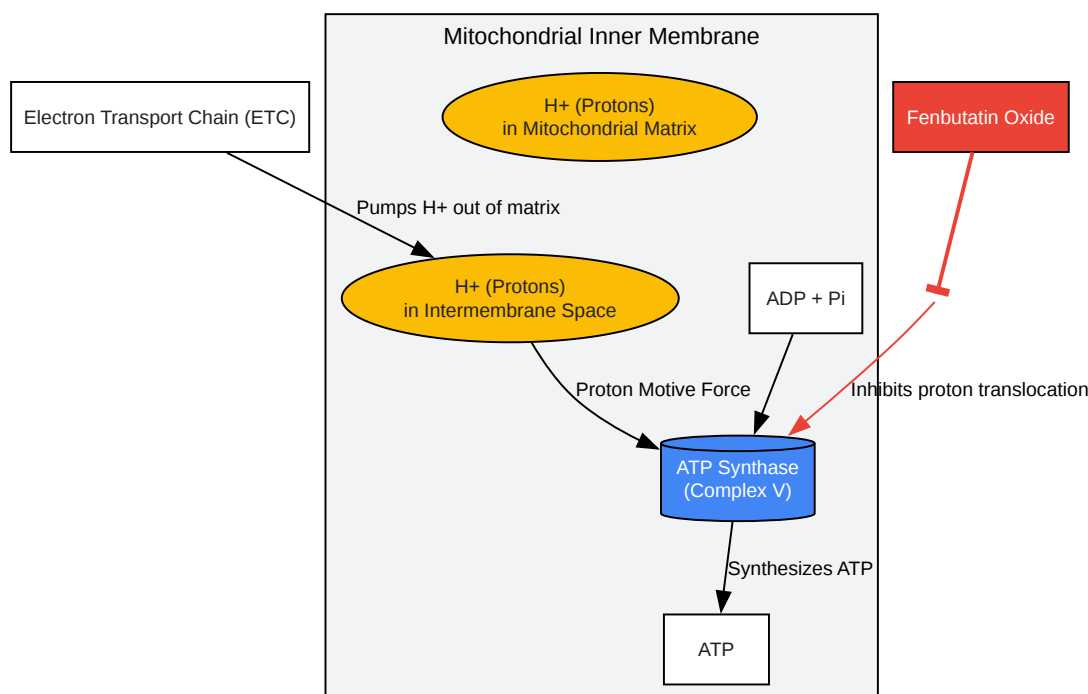 Mitochondrial Inner Membrane
Electron Transport Chain (ETC)
H+ (Protons)
in Mitochondrial Matrix
Fenbutatin Oxide
Pumps H+ out of matrix
H+ (Protons)
in Intermembrane Space
ADP + Pi
Proton Motive Force
Inhibits proton translocation
ATP Synthase
(Complex V)
Synthesizes ATP
ATP